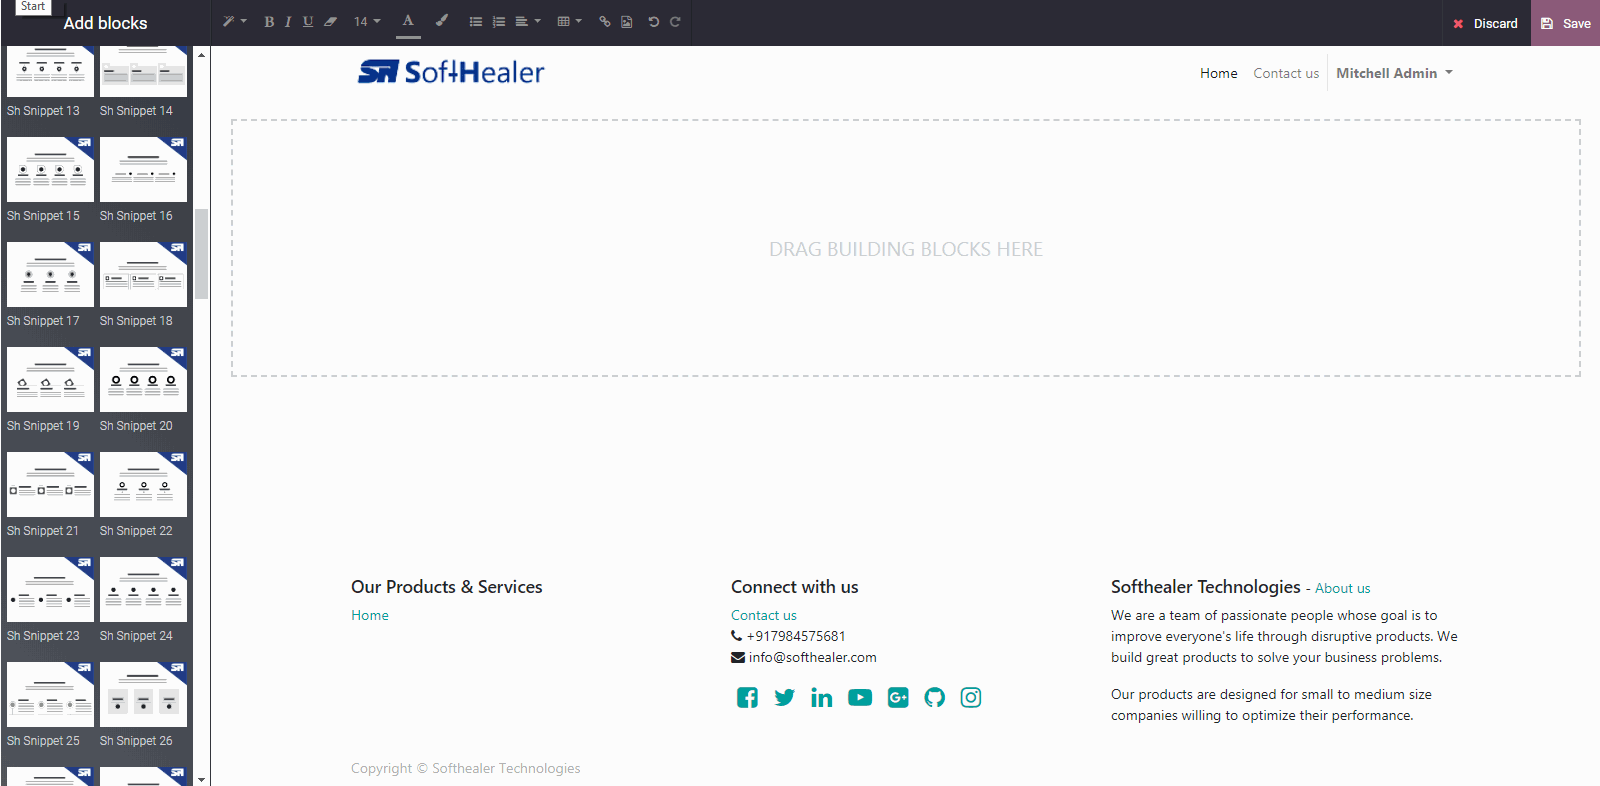 Start
Add blocks
B I U 14 A
Discard
Save
Sh Snippet 13
Sh Snippet 14
Sh Snippet 15
Sh Snippet 16
Sh Snippet 17
Sh Snippet 18
Sh Snippet 19
Sh Snippet 20
Sh Snippet 21
Sh Snippet 22
Sh Snippet 23
Sh Snippet 24
Sh Snippet 25
Sh Snippet 26
SoftHealer
Home
Contact us
Mitchell Admin
DRAG BUILDING BLOCKS HERE
Our Products & Services
Home
Connect with us
Contact us
+917984575681
info@softhealer.com
Softhealer Technologies - About us
We are a team of passionate people whose goal is to
improve everyone's life through disruptive products. We
build great products to solve your business problems.
Our products are designed for small to medium size
companies willing to optimize their performance.
Copyright © Softhealer Technologies